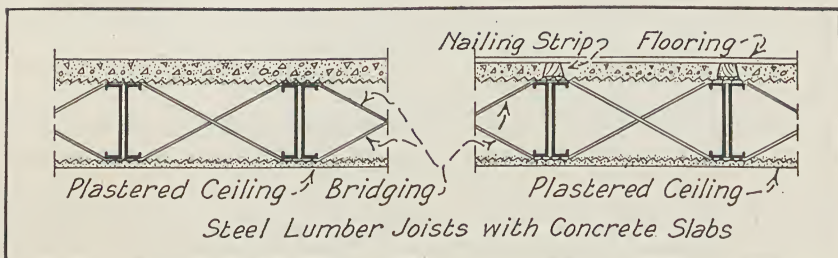 Nailing Strip Flooring
Plastered Ceiling Bridging Plastered Ceiling
Steel Lumber Joists with Concrete Slabs